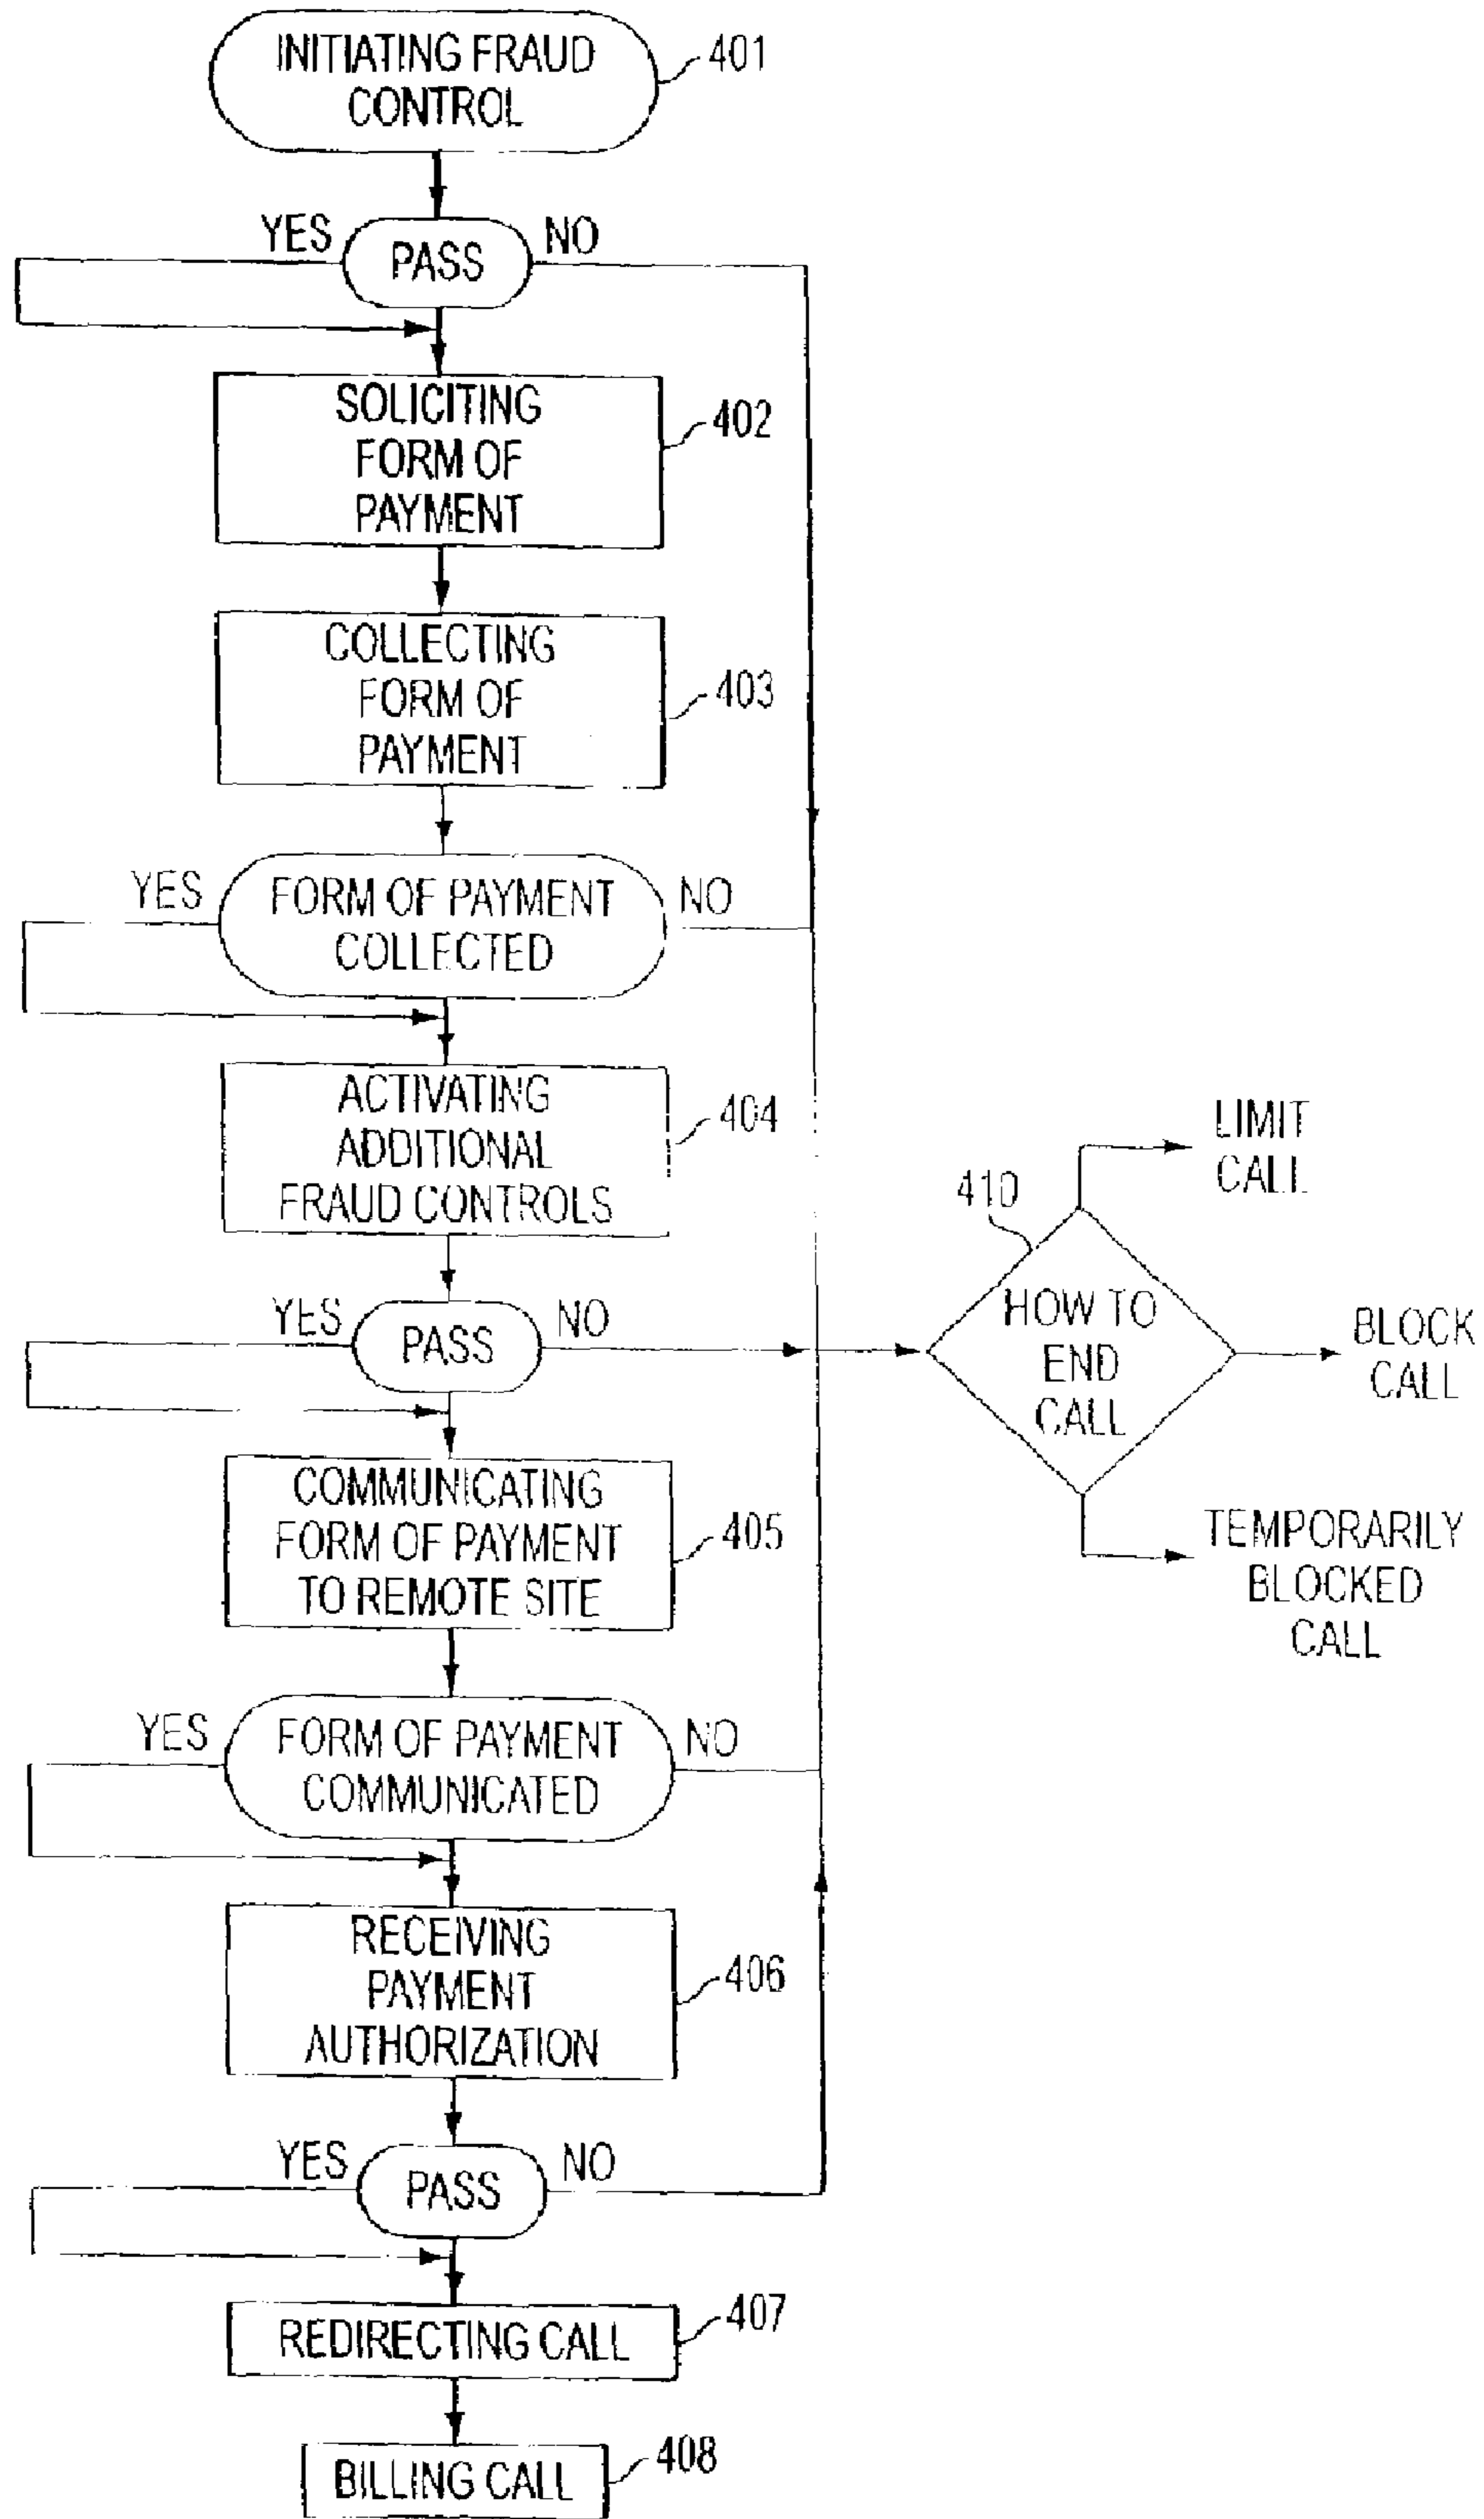 INITIATING FRAUD
CONTROL
401
YES
PASS
NO
SOLICITING
FORM OF
PAYMENT
402
COLLECTING
FORM OF
PAYMENT
403
YES
FORM OF PAYMENT
COLLECTED
NO
ACTIVATING
ADDITIONAL
FRAUD CONTROLS
404
YES
PASS
NO
410
HOW TO
END
CALL
LIMIT
CALL
BLOCK
CALL
TEMPORARILY
BLOCKED
CALL
COMMUNICATING
FORM OF PAYMENT
TO REMOTE SITE
405
YES
FORM OF PAYMENT
COMMUNICATED
NO
RECEIVING
PAYMENT
AUTHORIZATION
406
YES
PASS
NO
REDIRECTING CALL
407
BILLING CALL
408